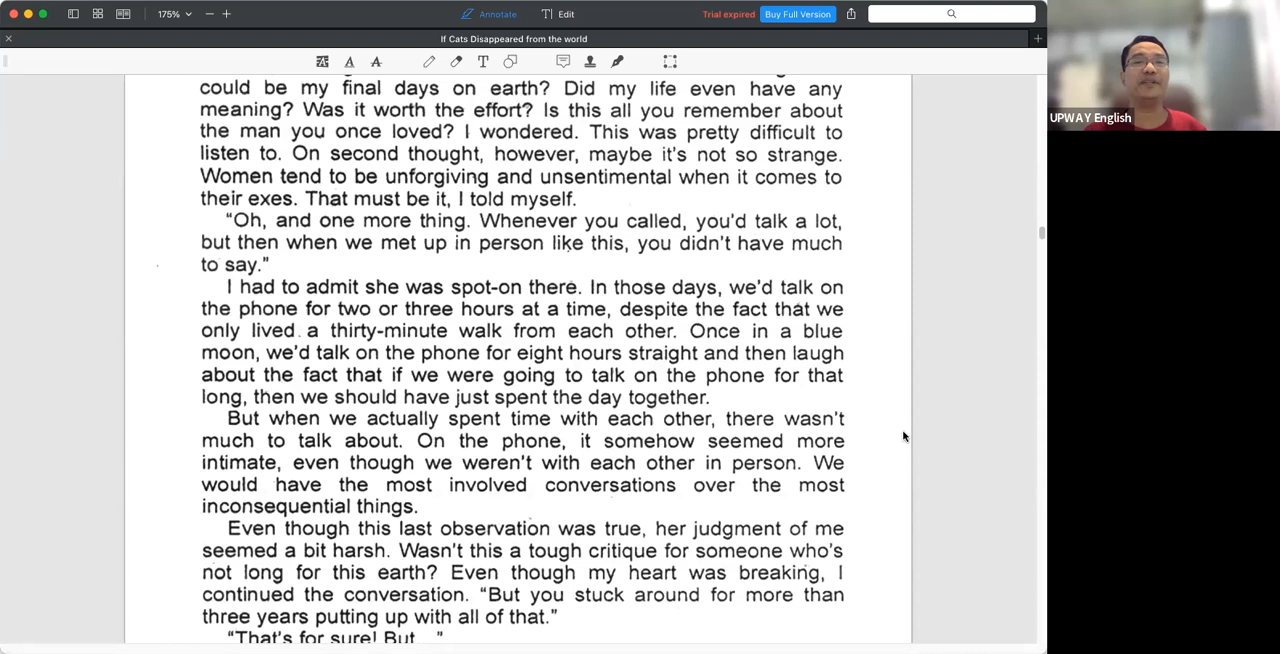 175%
Annotate
Edit
Trial expired
Buy Full Version
If Cats Disappeared from the world
could be my final days on earth? Did my life even have any
meaning? Was it worth the effort? Is this all you remember about
the man you once loved? I wondered. This was pretty difficult to
listen to. On second thought, however, maybe it's not so strange.
Women tend to be unforgiving and unsentimental when it comes to
their exes. That must be it, I told myself.
“Oh, and one more thing. Whenever you called, you'd talk a lot,
but then when we met up in person like this, you didn't have much
to say.”
I had to admit she was spot-on there. In those days, we'd talk on
the phone for two or three hours at a time, despite the fact that we
only lived a thirty-minute walk from each other. Once in a blue
moon, we'd talk on the phone for eight hours straight and then laugh
about the fact that if we were going to talk on the phone for that
long, then we should have just spent the day together.
But when we actually spent time with each other, there wasn't
much to talk about. On the phone, it somehow seemed more
intimate, even though we weren't with each other in person. We
would have the most involved conversations over the most
inconsequential things.
Even though this last observation was true, her judgment of me
seemed a bit harsh. Wasn't this a tough critique for someone who's
not long for this earth? Even though my heart was breaking, I
continued the conversation. “But you stuck around for more than
three years putting up with all of that.”
“That's for sure! But...”
UPWAY English